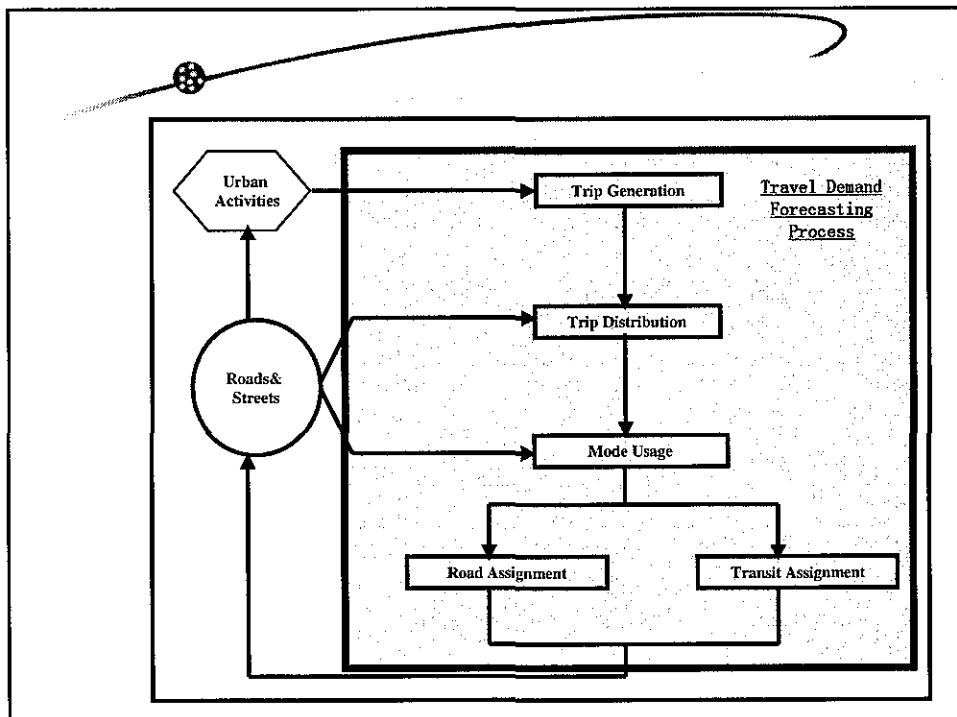 Urban
Activities
Trip Generation
Travel Demand
Forecasting
Process
Trip Distribution
Roads&
Streets
Mode Usage
Road Assignment
Transit Assignment